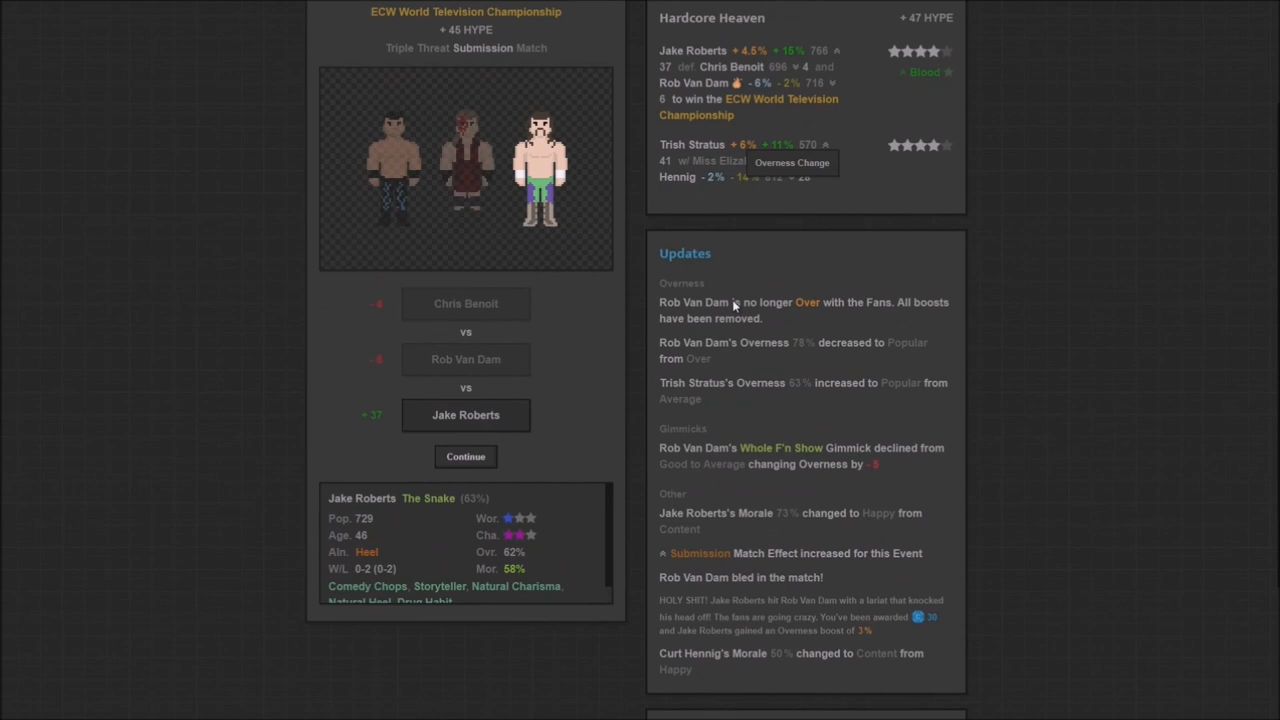 ECW World Television Championship
+ 45 HYPE
Triple Threat Submission Match
- 4 Chris Benoit
vs
Rob Van Dam
vs
+ 37 Jake Roberts
Continue
Jake Roberts The Snake (63%)
Pop. 729 Wor.
Age. 46 Cha.
Aln. Heel Ovr. 62%
W/L 0-2 (0-2) Mor. 58%
Comedy Chops, Storyteller, Natural Charisma,
Natural Heel, Drug Habit
Hardcore Heaven + 47 HYPE
Jake Roberts + 4.5% + 15% 766
37 def. Chris Benoit 696 4 and
Blood
Rob Van Dam - 6% - 2% 716
6 to win the ECW World Television
Championship
Trish Stratus + 6% + 11% 570
41 w/ Miss
Overness Change
Hennig - 2% - 14%
Updates
Overness
Rob Van Dam is no longer Over with the Fans. All boosts
have been removed.
Rob Van Dam's Overness 78% decreased to Popular
from Over
Trish Stratus's Overness 63% increased to Popular from
Average
Gimmicks
Rob Van Dam's Whole F'n Show Gimmick declined from
Good to Average changing Overness by - 5
Other
Jake Roberts's Morale 73% changed to Happy from
Content
Submission Match Effect increased for this Event
Rob Van Dam bled in the match!
HOLY SHIT! Jake Roberts hit Rob Van Dam with a lariat that knocked
his head off! The fans are going crazy. You've been awarded 30
and Jake Roberts gained an Overness boost of 3%
Curt Hennig's Morale 50% changed to Content from
Happy